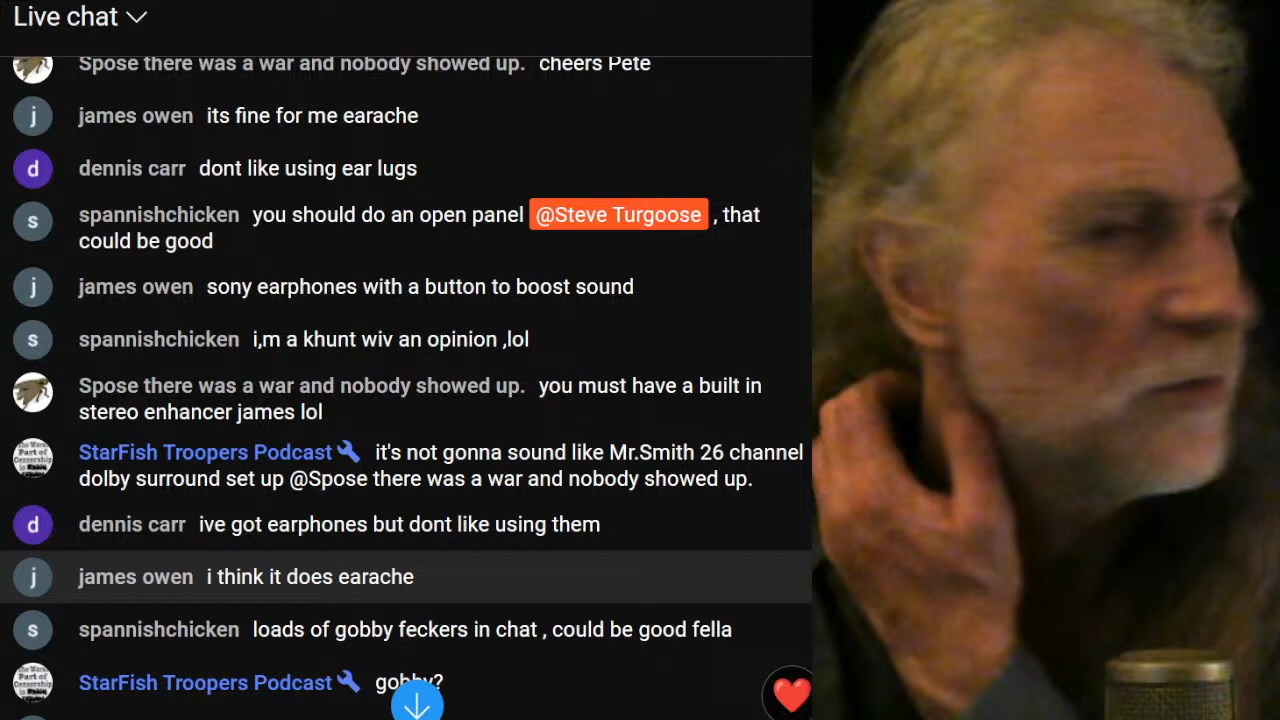 Live chat
Spose there was a war and nobody showed up. cheers Pete
james owen its fine for me earache
d dennis carr dont like using ear lugs
s spannishchicken you should do an open panel @Steve Turgoose , that
could be good
j james owen sony earphones with a button to boost sound
s spannishchicken i,m a khunt wiv an opinion ,lol
Spose there was a war and nobody showed up. you must have a built in
stereo enhancer james lol
StarFish Troopers Podcast it's not gonna sound like Mr.Smith 26 channel
dolby surround set up @Spose there was a war and nobody showed up.
d dennis carr ive got earphones but dont like using them
j james owen i think it does earache
s spannishchicken loads of gobby feckers in chat , could be good fella
StarFish Troopers Podcast gobby?